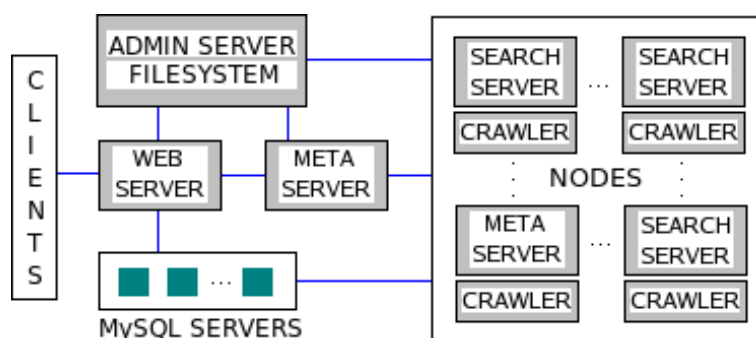 CLIENTS
ADMIN SERVER
FILESYSTEM
WEB
SERVER
META
SERVER
...
MySQL SERVERS
SEARCH
SERVER
CRAWLER
...
SEARCH
SERVER
CRAWLER
NODES
META
SERVER
CRAWLER
...
SEARCH
SERVER
CRAWLER